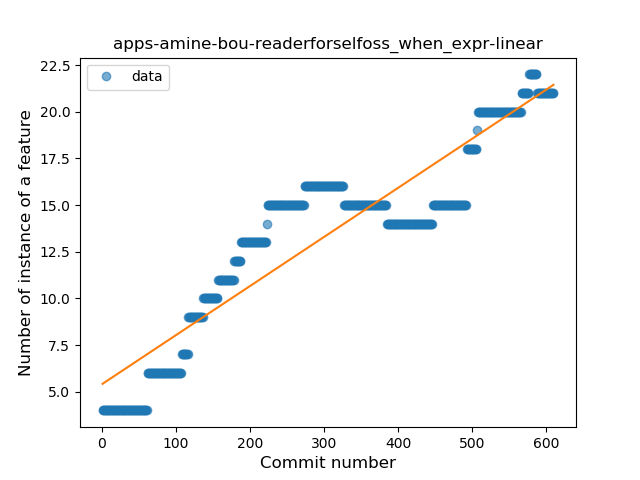 apps-amine-bou-readerforselfoss_when_expr-linear
data
Number of instance of a feature
22.5
20.0
17.5
15.0
12.5
10.0
7.5
5.0
0 100 200 300 400 500 600
Commit number